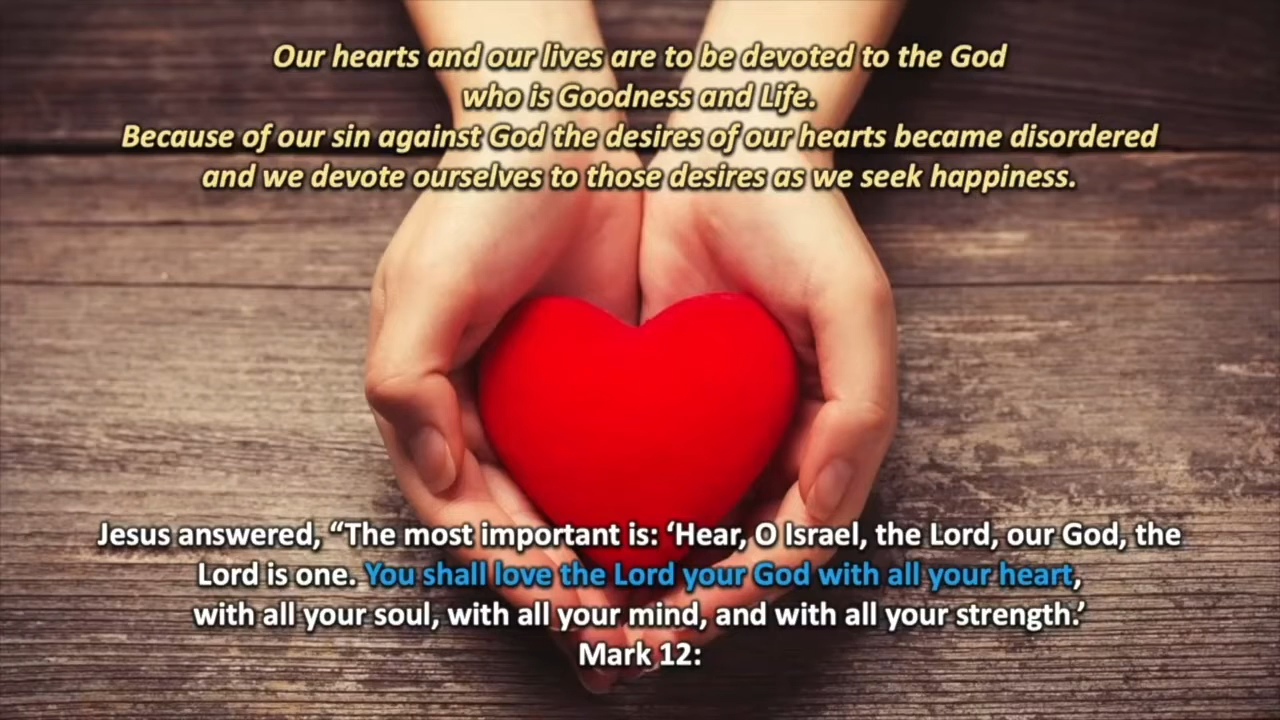 Our hearts and our lives are to be devoted to the God
who is Goodness and Life.
Because of our sin against God the desires of our hearts became disordered
and we devote ourselves to those desires as we seek happiness.
Jesus answered, “The most important is: ‘Hear, O Israel, the Lord, our God, the
Lord is one. You shall love the Lord your God with all your heart,
with all your soul, with all your mind, and with all your strength.’
Mark 12: